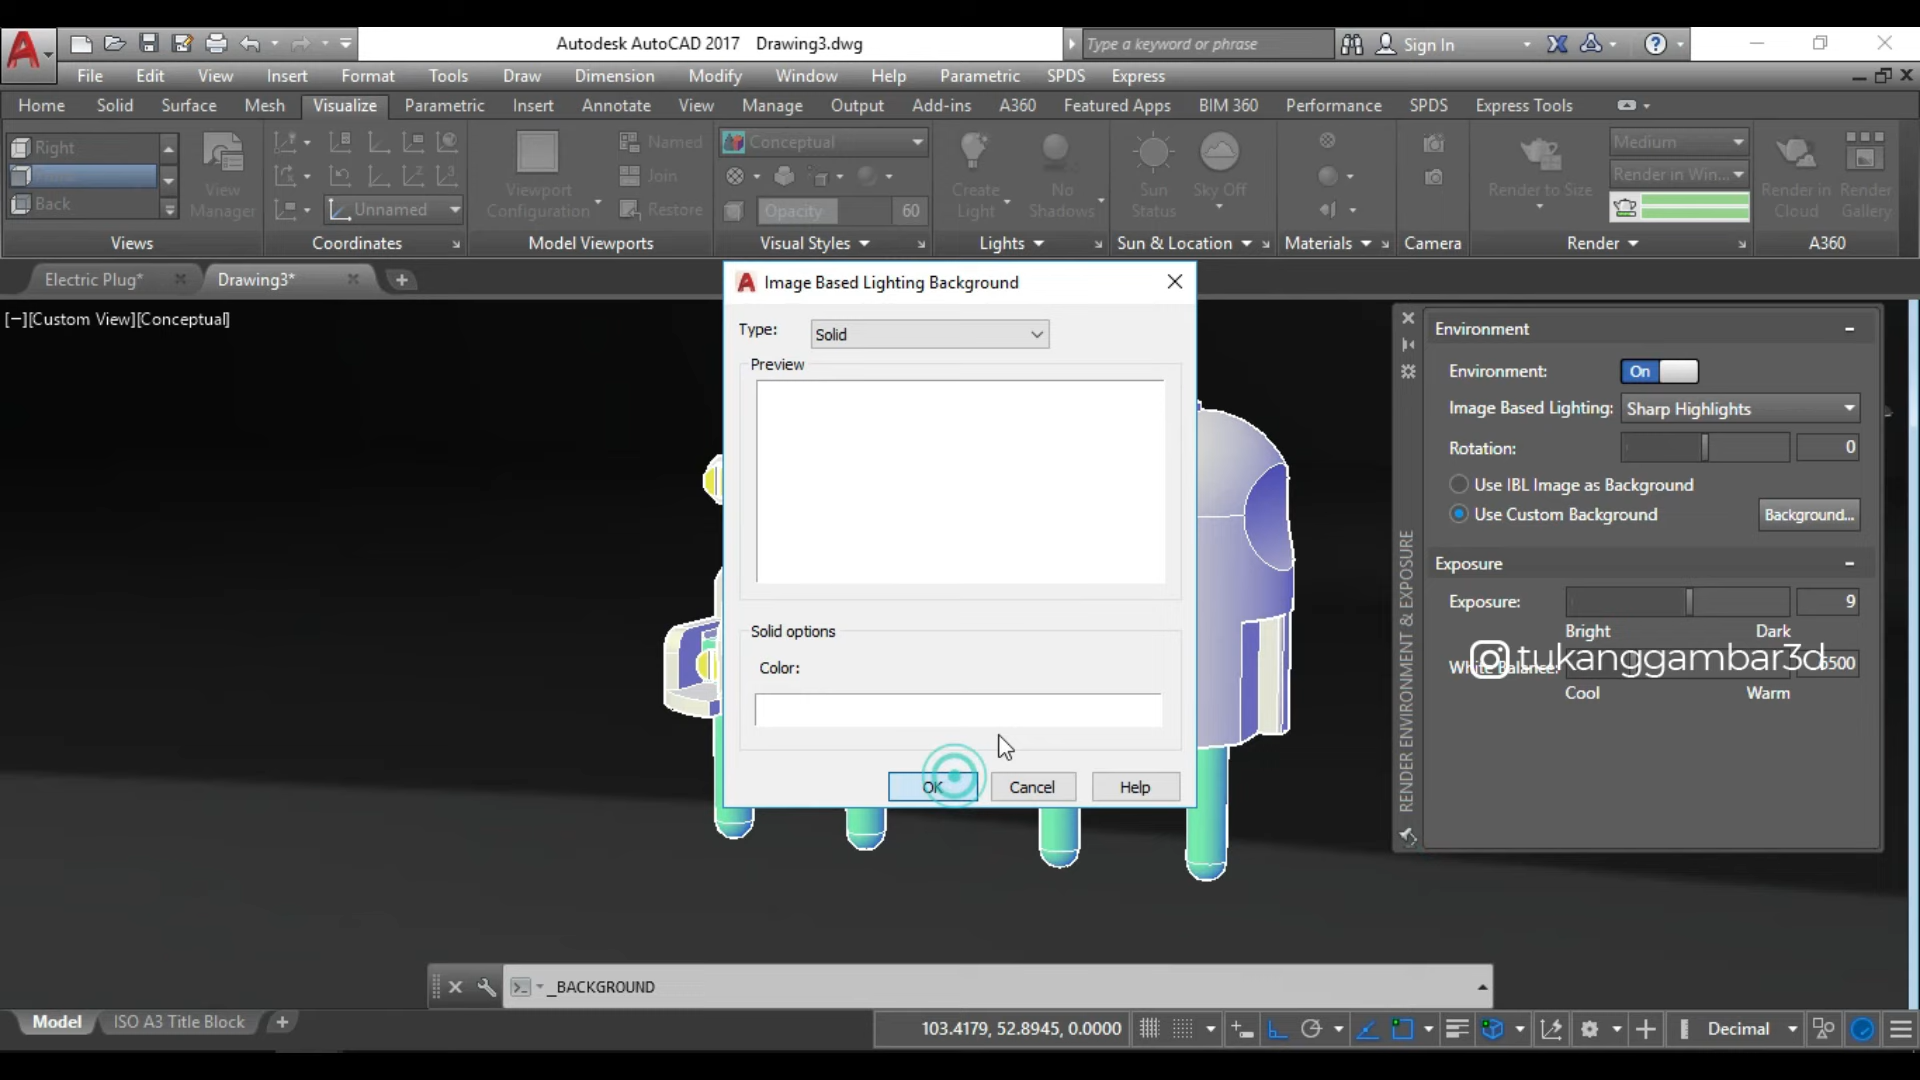 Autodesk AutoCAD 2017 Drawing3.dwg
Type a keyword or phrase
Sign In
File Edit View Insert Format Tools Draw Dimension Modify Window Help Parametric SPDS Express
Home Solid Surface Mesh Visualize Parametric Insert Annotate View Manage Output Add-ins A360 Featured Apps BIM 360 Performance SPDS Express Tools
Right
Back
View
Manager
Views
Unnamed
Coordinates
Viewport
Configuration
Named
Join
Restore
Model Viewports
Conceptual
Opacity 60
Visual Styles
Create
Light
No
Shadows
Lights
Sun
Status
Sky Off
Sun & Location
Materials
Camera
Render to Size
Medium
Render in Win...
Render
Render in
Cloud
Render
Gallery
A360
Electric Plug*
Drawing3*
[−][Custom View][Conceptual]
Image Based Lighting Background
Type: Solid
Preview
Solid options
Color:
OK
Cancel
Help
RENDER ENVIRONMENT & EXPOSURE
Environment
Environment: On
Image Based Lighting: Sharp Highlights
Rotation: 0
Use IBL Image as Background
Use Custom Background
Background...
Exposure
Exposure: 9
Bright Dark
White Balance: 6500
Cool Warm
tukanggambar3d
_BACKGROUND
Model
ISO A3 Title Block
103.4179, 52.8945, 0.0000
Decimal